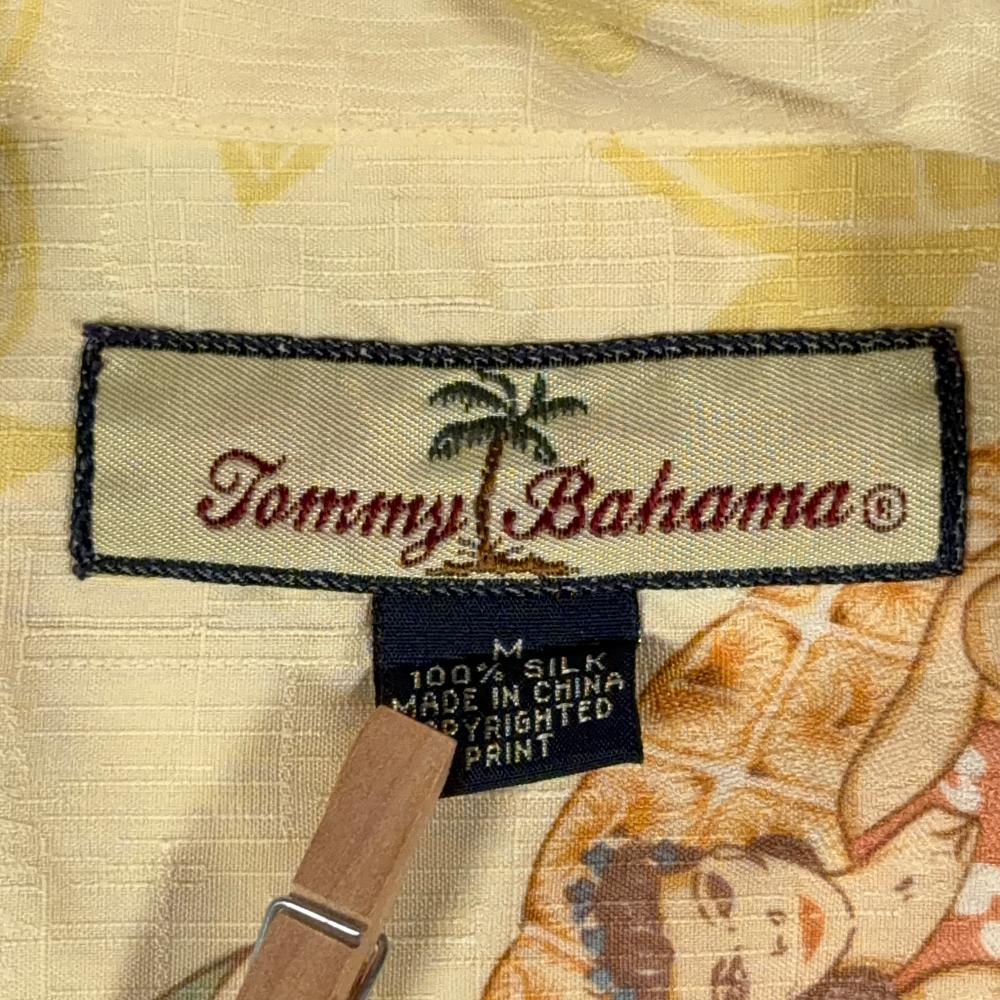 Tommy Bahama ®
M
100% SILK
MADE IN CHINA
PRINT